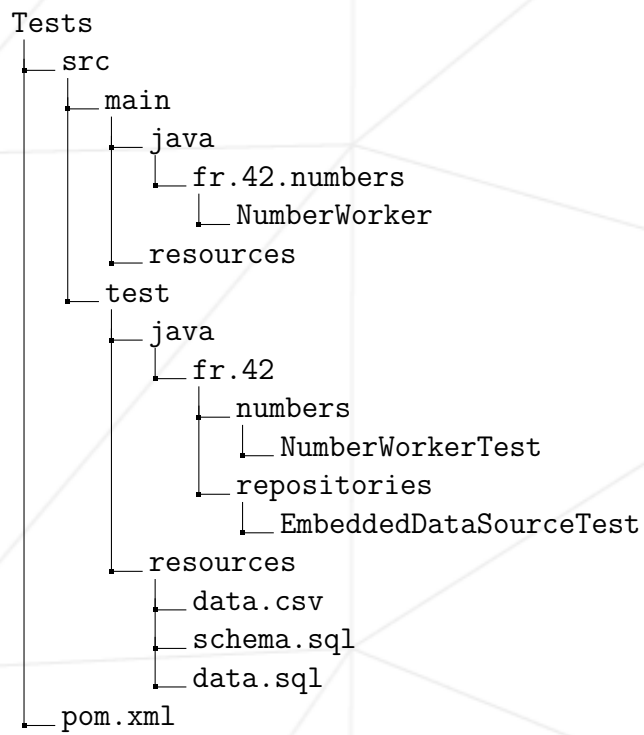 Tests
src
main
java
fr.42.numbers
NumberWorker
resources
test
java
fr.42
numbers
NumberWorkerTest
repositories
EmbeddedDataSourceTest
resources
data.csv
schema.sql
data.sql
pom.xml